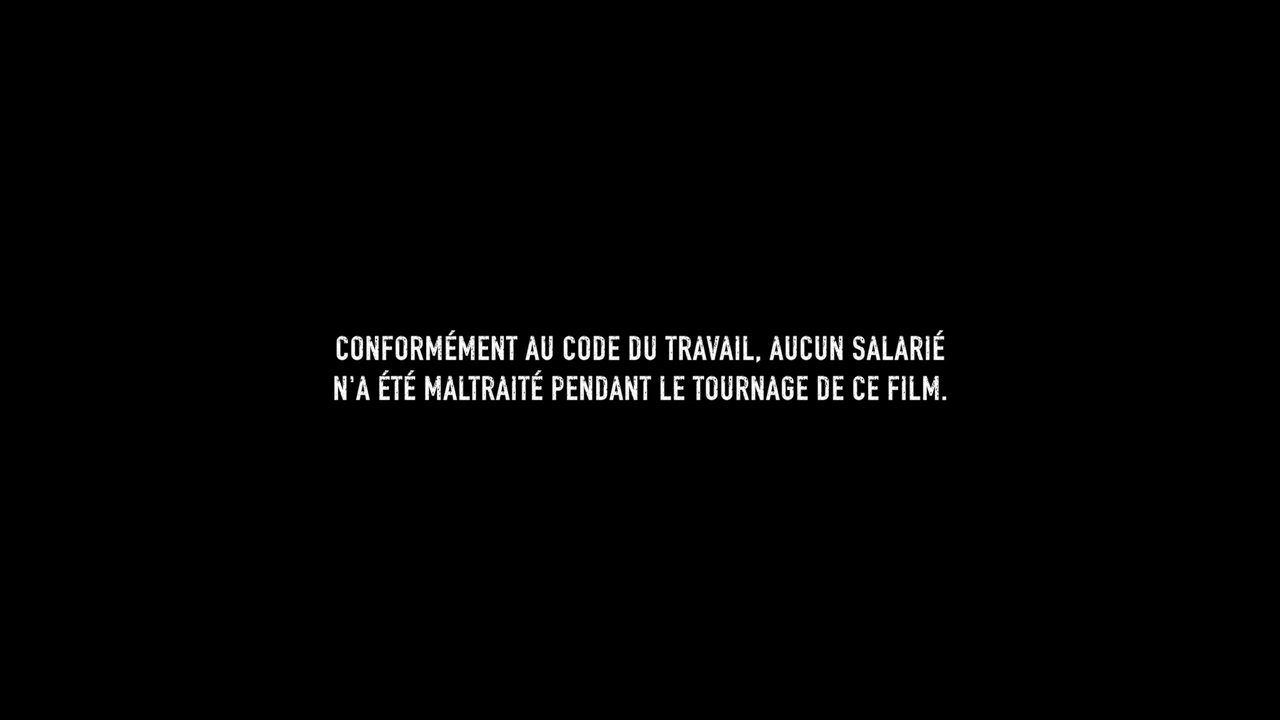 CONFORMÉMENT AU CODE DU TRAVAIL, AUCUN SALARIÉ
N'A ÉTÉ MALTRAITÉ PENDANT LE TOURNAGE DE CE FILM.